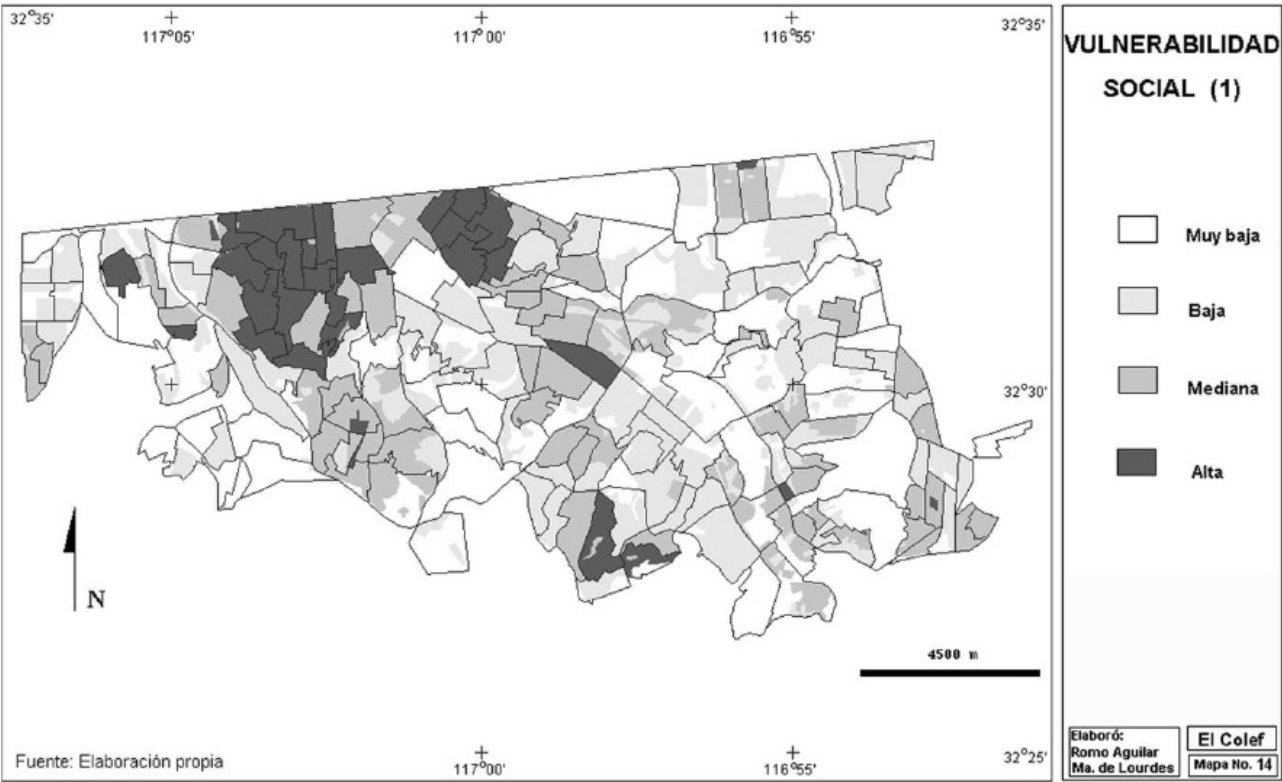 32°35'
117°05'
117°00'
116°55'
32°35'
32°30'
N
4500 m
Fuente: Elaboración propia
117°00'
116°55'
32°25'
VULNERABILIDAD
SOCIAL (1)
Muy baja
Baja
Mediana
Alta
Elaboró:
Romo Aguilar
Ma. de Lourdes
El Colef
Mapa No. 14